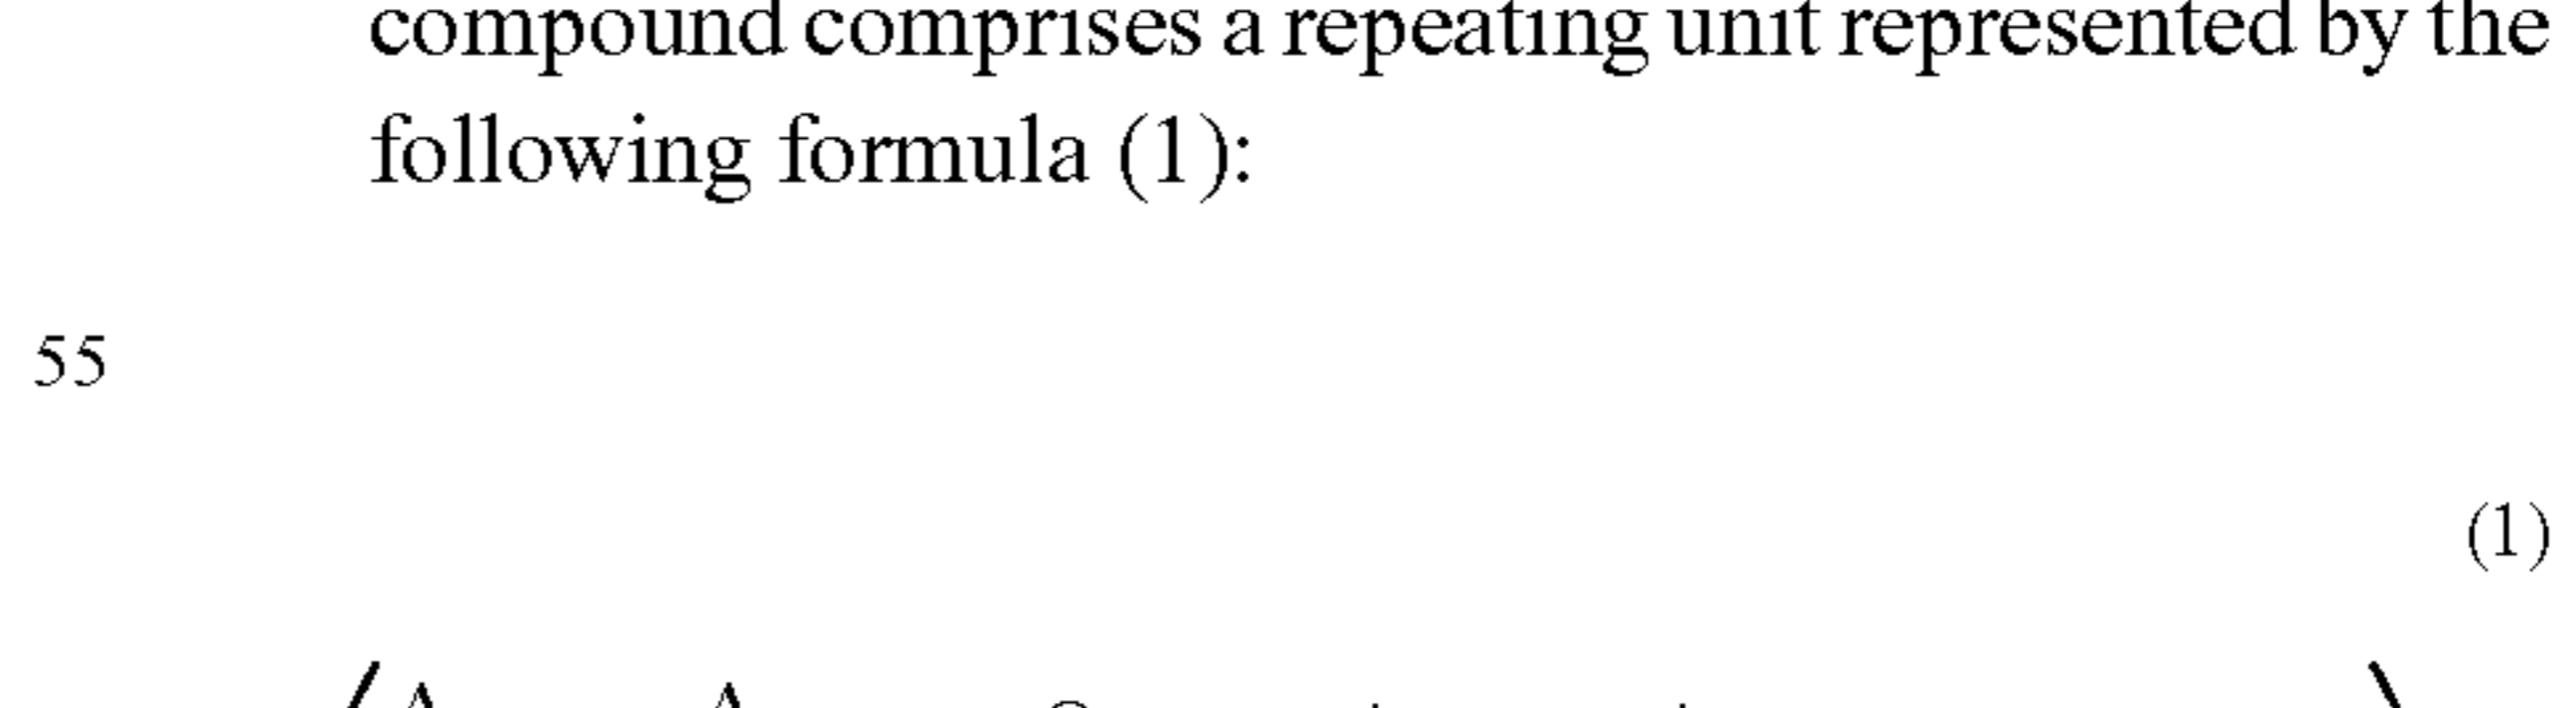 compound comprises a repeating unit represented by the
following formula (1):
55
(1)